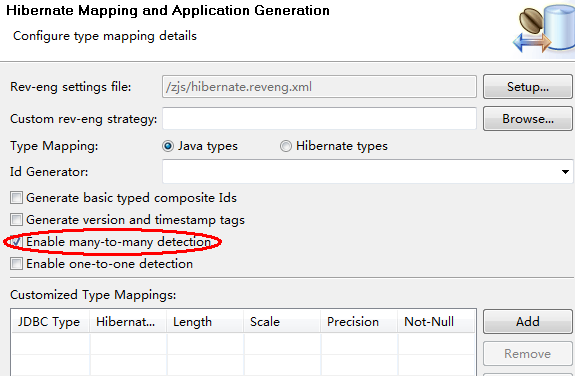 Hibernate Mapping and Application Generation
Configure type mapping details
Rev-eng settings file: /zjs/hibernate.reveng.xml Setup...
Custom rev-eng strategy: Browse...
Type Mapping: Java types Hibernate types
Id Generator:
Generate basic typed composite Ids
Generate version and timestamp tags
Enable many-to-many detection
Enable one-to-one detection
Customized Type Mappings:
JDBC Type Hibernat... Length Scale Precision Not-Null Add
Remove